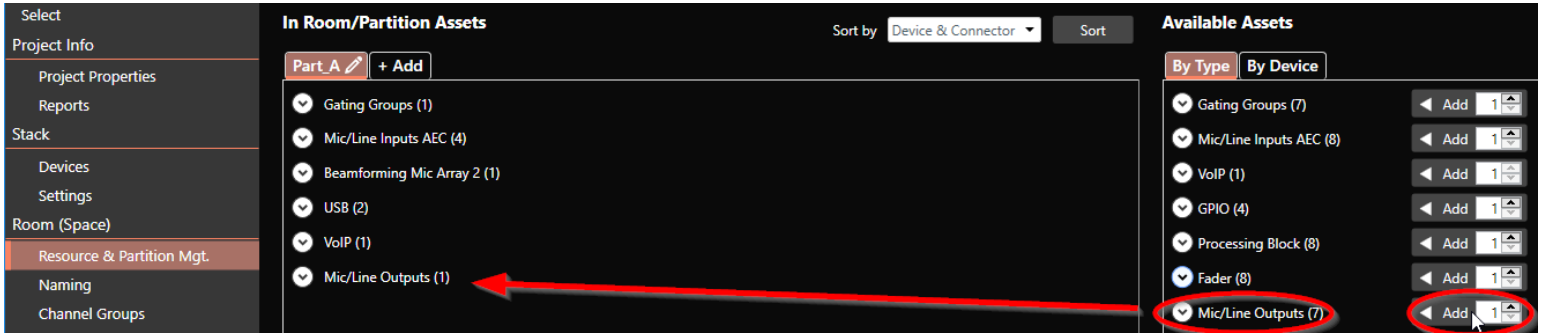 Select
Project Info
Project Properties
Reports
Stack
Devices
Settings
Room (Space)
Resource & Partition Mgt.
Naming
Channel Groups
In Room/Partition Assets
Sort by Device & Connector Sort
Part_A + Add
Gating Groups (1)
Mic/Line Inputs AEC (4)
Beamforming Mic Array 2 (1)
USB (2)
VoIP (1)
Mic/Line Outputs (1)
Available Assets
By Type By Device
Gating Groups (7) Add 1
Mic/Line Inputs AEC (8) Add 1
VoIP (1) Add 1
GPIO (4) Add 1
Processing Block (8) Add 1
Fader (8) Add 1
Mic/Line Outputs (7) Add 1